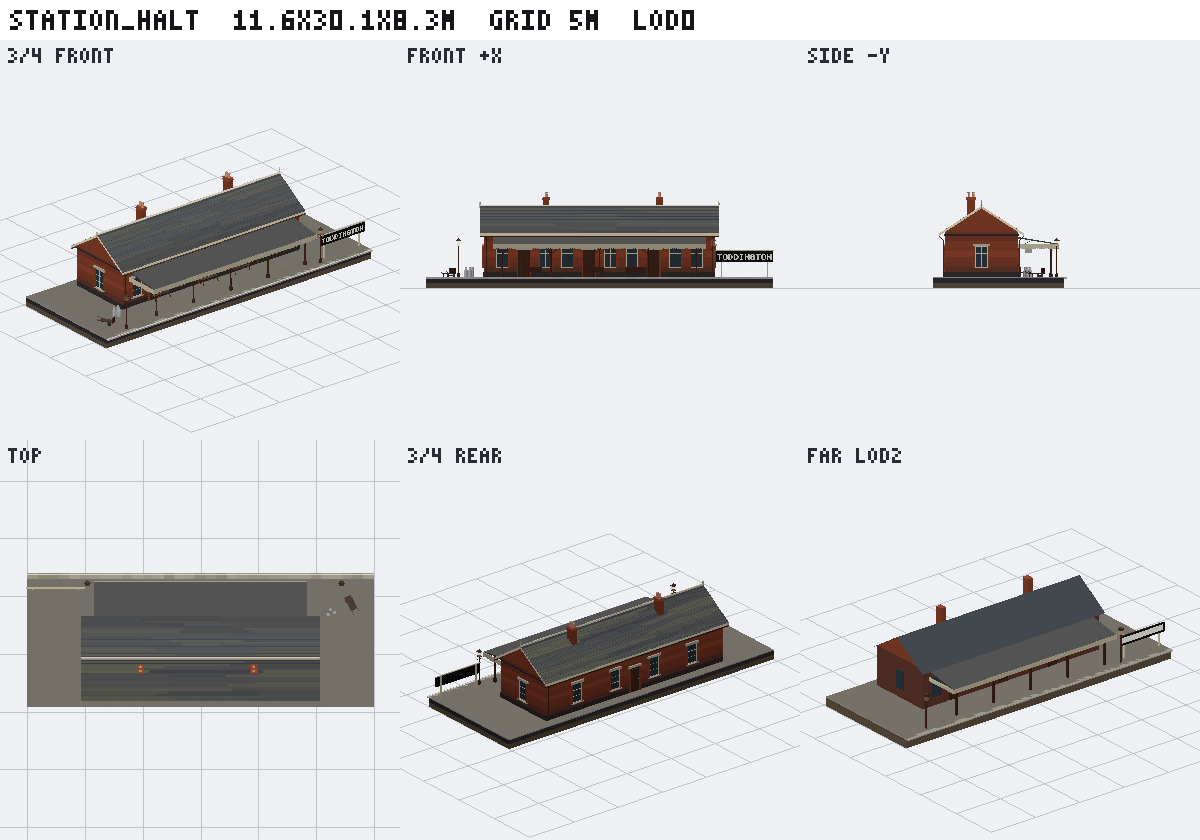 STATION_HALT 11.6X30.1X8.3M GRID 5M LOD0
3/4 FRONT
FRONT +X
SIDE -Y
TODDINGTON
TODDINGTON
TOP
3/4 REAR
FAR LOD2